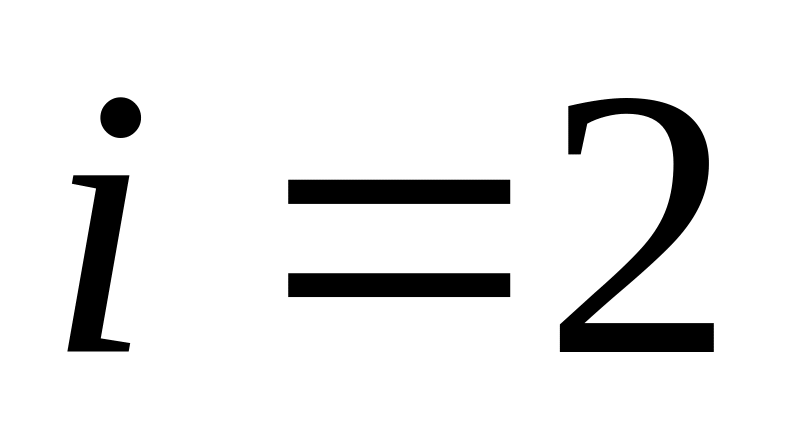 i = 2